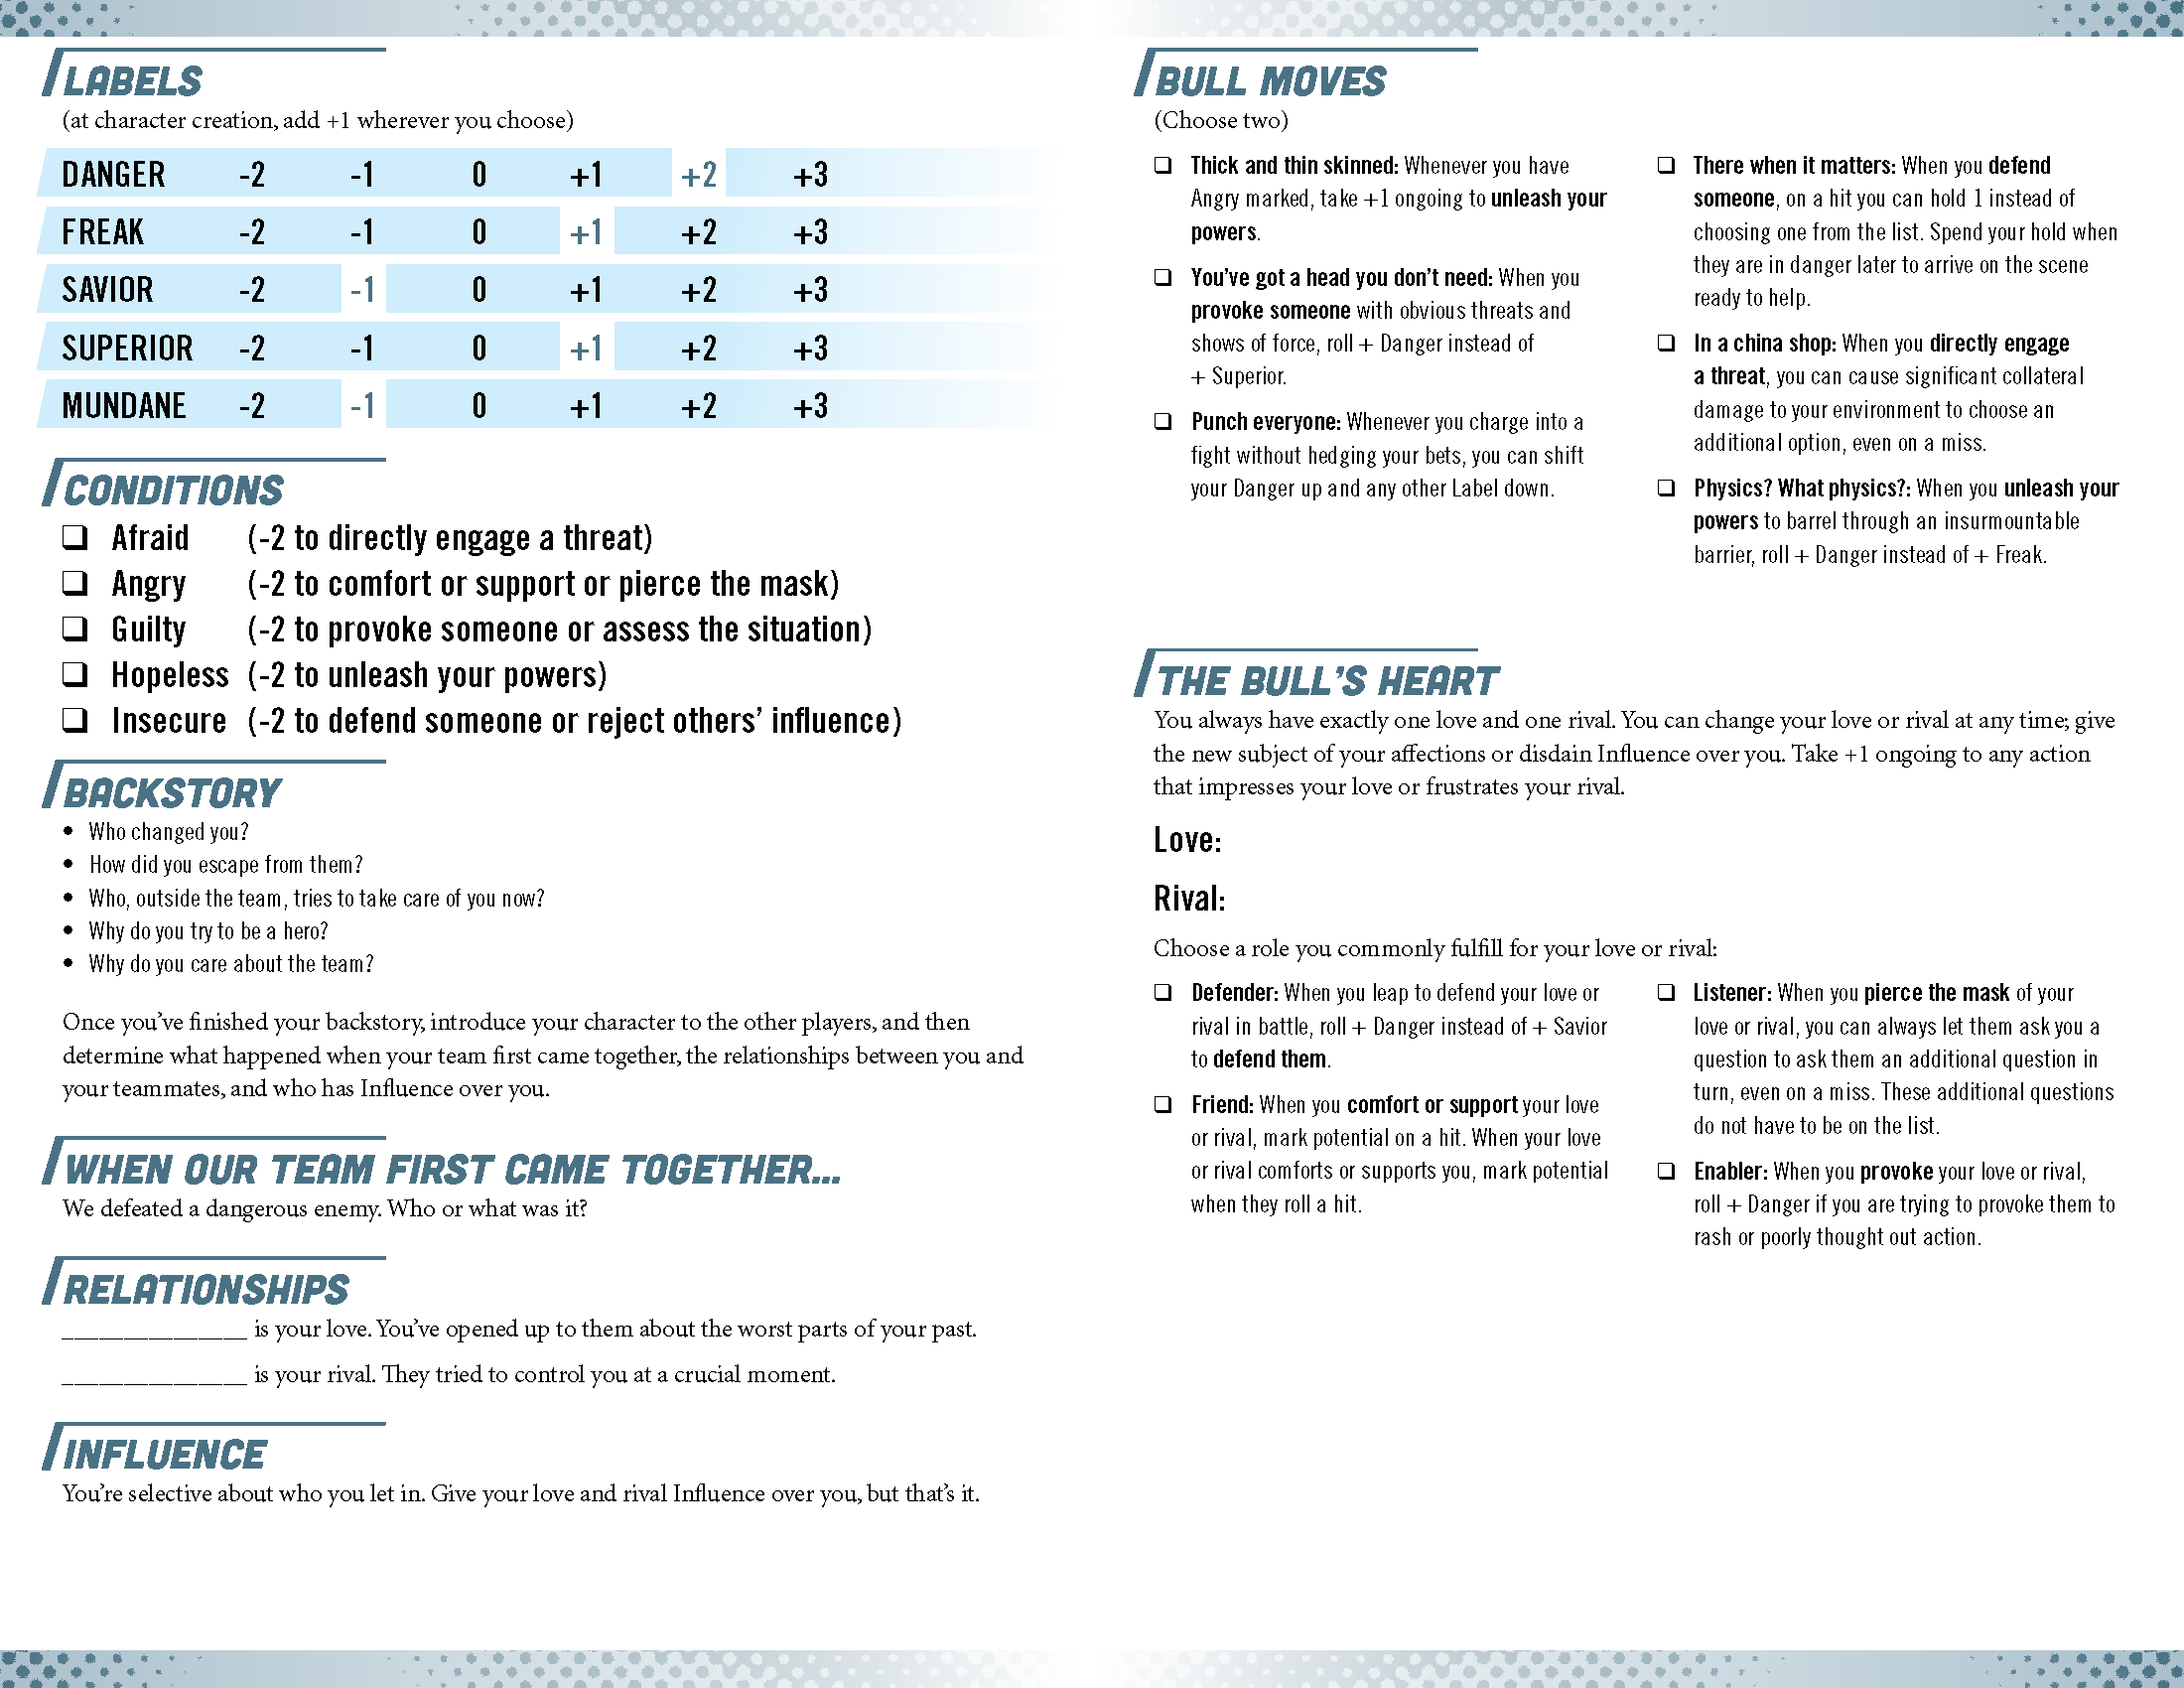 LABELS
(at character creation, add +1 wherever you choose)
DANGER -2 -1 0 +1 +2 +3
FREAK -2 -1 0 +1 +2 +3
SAVIOR -2 -1 0 +1 +2 +3
SUPERIOR -2 -1 0 +1 +2 +3
MUNDANE -2 -1 0 +1 +2 +3
CONDITIONS
❑ Afraid (-2 to directly engage a threat)
❑ Angry (-2 to comfort or support or pierce the mask)
❑ Guilty (-2 to provoke someone or assess the situation)
❑ Hopeless (-2 to unleash your powers)
❑ Insecure (-2 to defend someone or reject others’ influence)
BACKSTORY
• Who changed you?
• How did you escape from them?
• Who, outside the team, tries to take care of you now?
• Why do you try to be a hero?
• Why do you care about the team?
Once you’ve finished your backstory, introduce your character to the other players, and then
determine what happened when your team first came together, the relationships between you and
your teammates, and who has Influence over you.
WHEN OUR TEAM FIRST CAME TOGETHER...
We defeated a dangerous enemy. Who or what was it?
RELATIONSHIPS
_______________ is your love. You’ve opened up to them about the worst parts of your past.
_______________ is your rival. They tried to control you at a crucial moment.
INFLUENCE
You’re selective about who you let in. Give your love and rival Influence over you, but that’s it.
BULL MOVES
(Choose two)
❑ Thick and thin skinned: Whenever you have
Angry marked, take +1 ongoing to unleash your
powers.
❑ You’ve got a head you don’t need: When you
provoke someone with obvious threats and
shows of force, roll + Danger instead of
+ Superior.
❑ Punch everyone: Whenever you charge into a
fight without hedging your bets, you can shift
your Danger up and any other Label down.
❑ There when it matters: When you defend
someone, on a hit you can hold 1 instead of
choosing one from the list. Spend your hold when
they are in danger later to arrive on the scene
ready to help.
❑ In a china shop: When you directly engage
a threat, you can cause significant collateral
damage to your environment to choose an
additional option, even on a miss.
❑ Physics? What physics?: When you unleash your
powers to barrel through an insurmountable
barrier, roll + Danger instead of + Freak.
THE BULL’S HEART
You always have exactly one love and one rival. You can change your love or rival at any time; give
the new subject of your affections or disdain Influence over you. Take +1 ongoing to any action
that impresses your love or frustrates your rival.
Love:
Rival:
Choose a role you commonly fulfill for your love or rival:
❑ Defender: When you leap to defend your love or
rival in battle, roll + Danger instead of + Savior
to defend them.
❑ Friend: When you comfort or support your love
or rival, mark potential on a hit. When your love
or rival comforts or supports you, mark potential
when they roll a hit.
❑ Listener: When you pierce the mask of your
love or rival, you can always let them ask you a
question to ask them an additional question in
turn, even on a miss. These additional questions
do not have to be on the list.
❑ Enabler: When you provoke your love or rival,
roll + Danger if you are trying to provoke them to
rash or poorly thought out action.